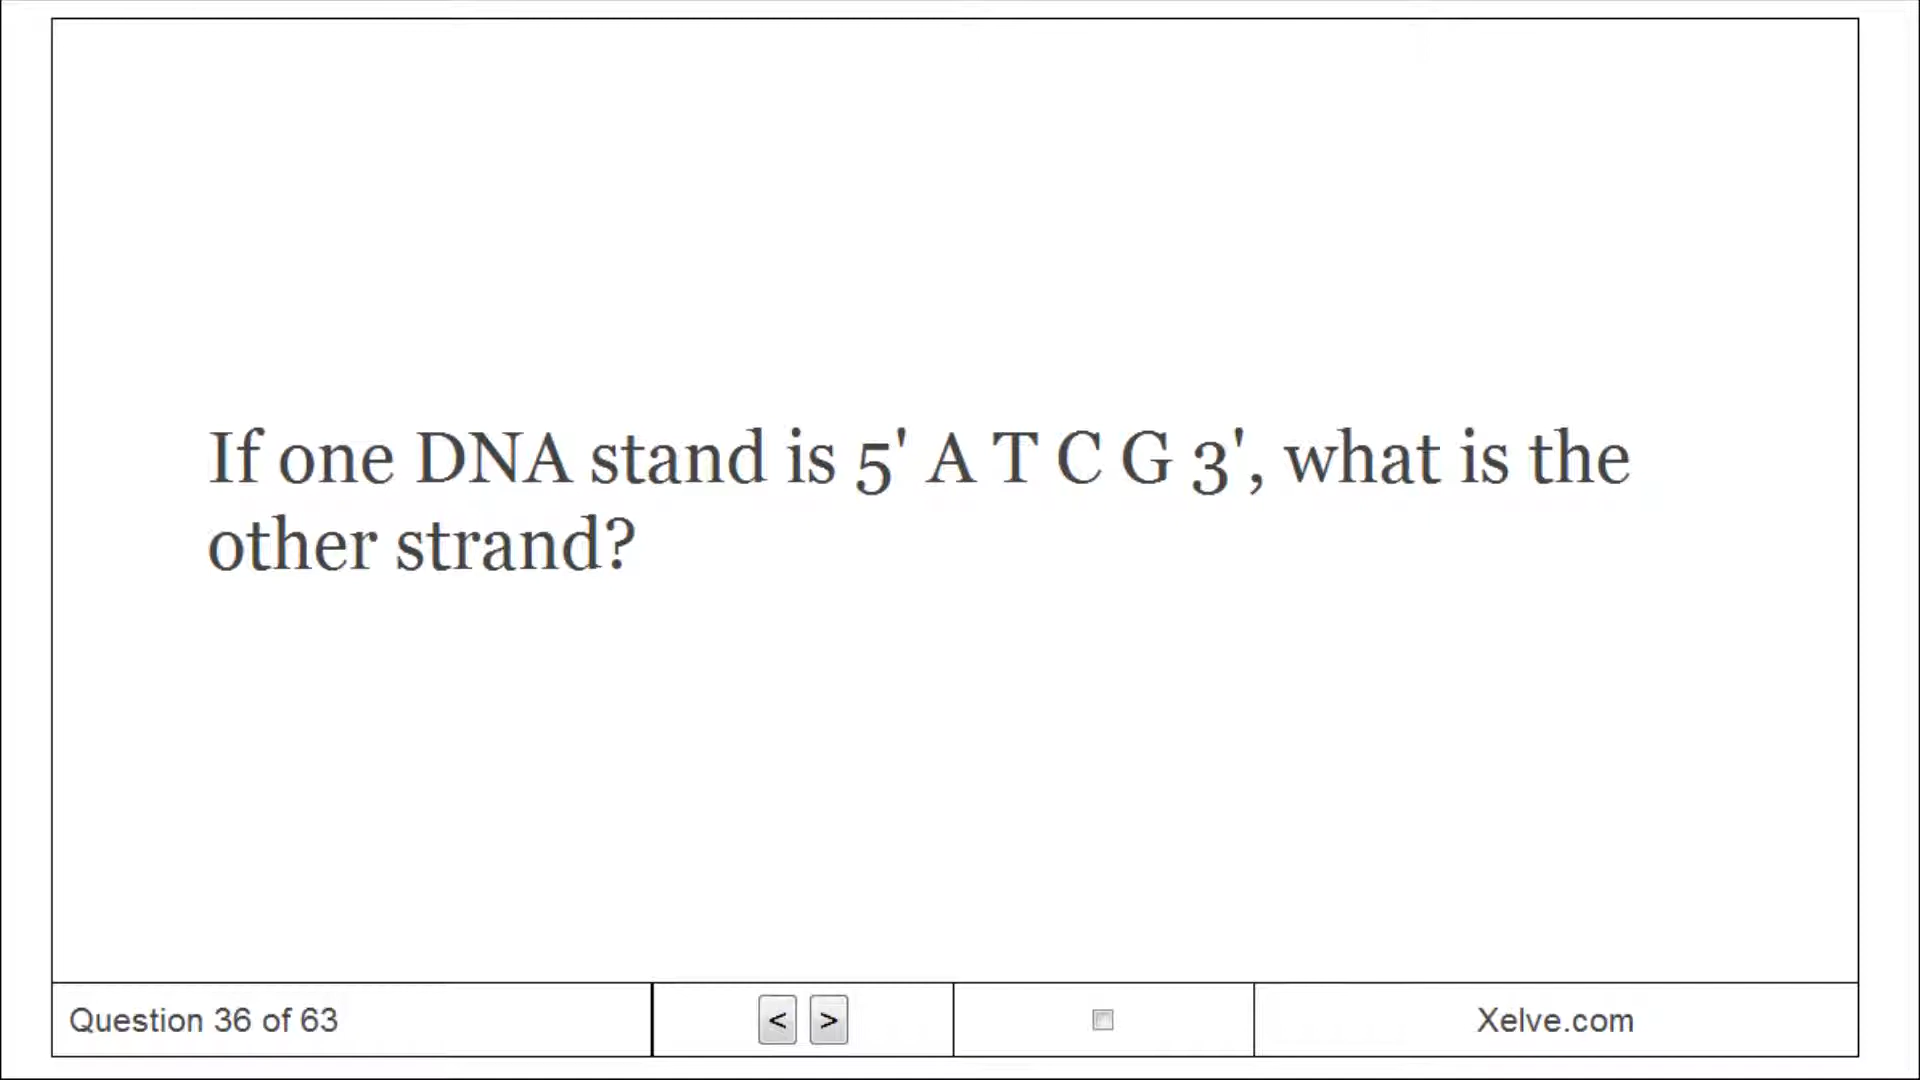 If one DNA stand is 5' A T C G 3', what is the
other strand?
Question 36 of 63
< >
Xelve.com